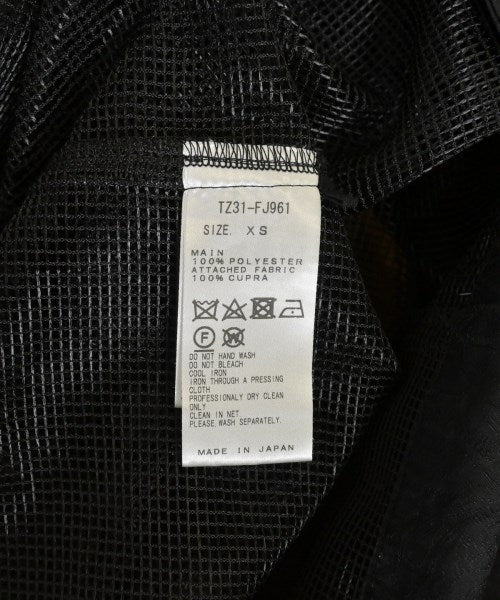 TZ31-FJ961
SIZE. XS
MAIN
100% POLYESTER
ATTACHED FABRIC
100% CUPRA
F W
DO NOT HAND WASH
DO NOT BLEACH
COOL IRON
IRON THROUGH A PRESSING
CLOTH
PROFESSIONALY DRY CLEAN
ONLY
CLEAN IN NET
PLEASE WASH SEPARATELY.
MADE IN JAPAN